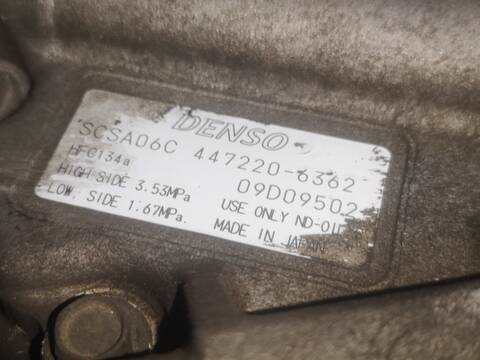 DENSO
SCSA06C 447220-6362
HFC134a 09D09502
HIGH SIDE 3.53MPa USE ONLY ND-OIL
LOW. SIDE 1.67MPa. MADE IN JAPAN